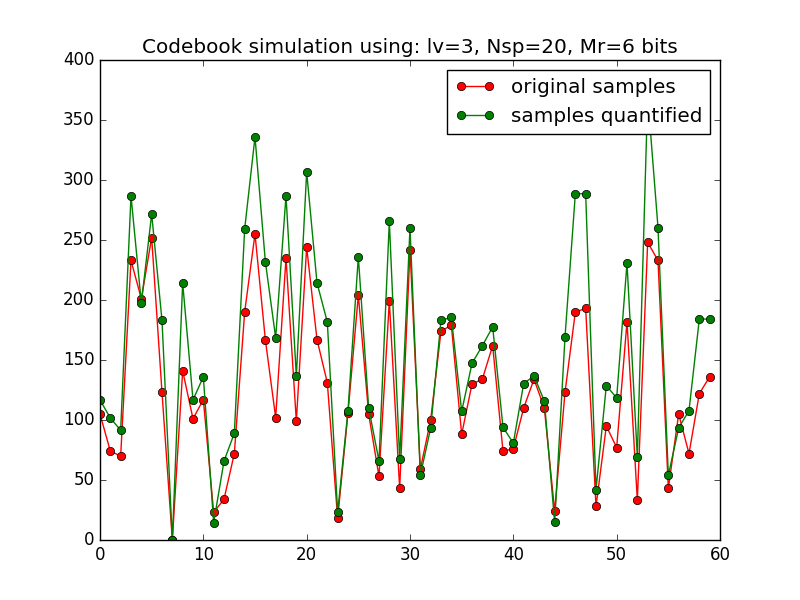 Codebook simulation using: lv=3, Nsp=20, Mr=6 bits
original samples
samples quantified
400
350
300
250
200
150
100
50
0
0 10 20 30 40 50 60